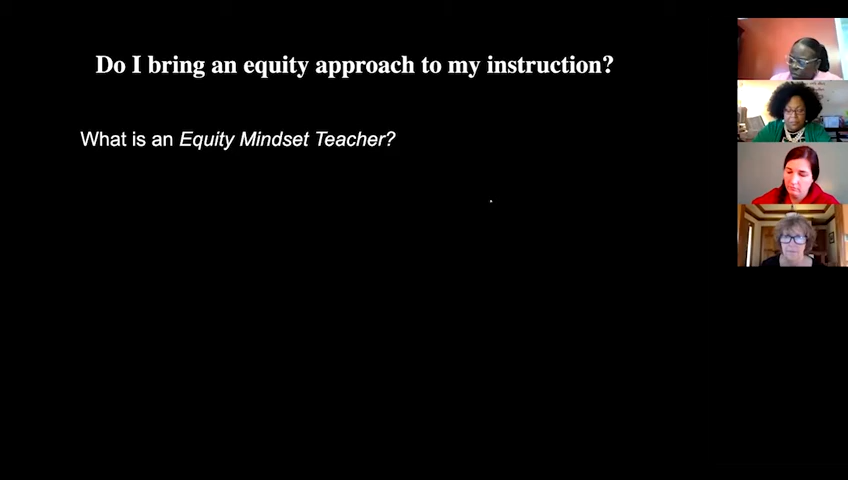 Do I bring an equity approach to my instruction?
What is an Equity Mindset Teacher?